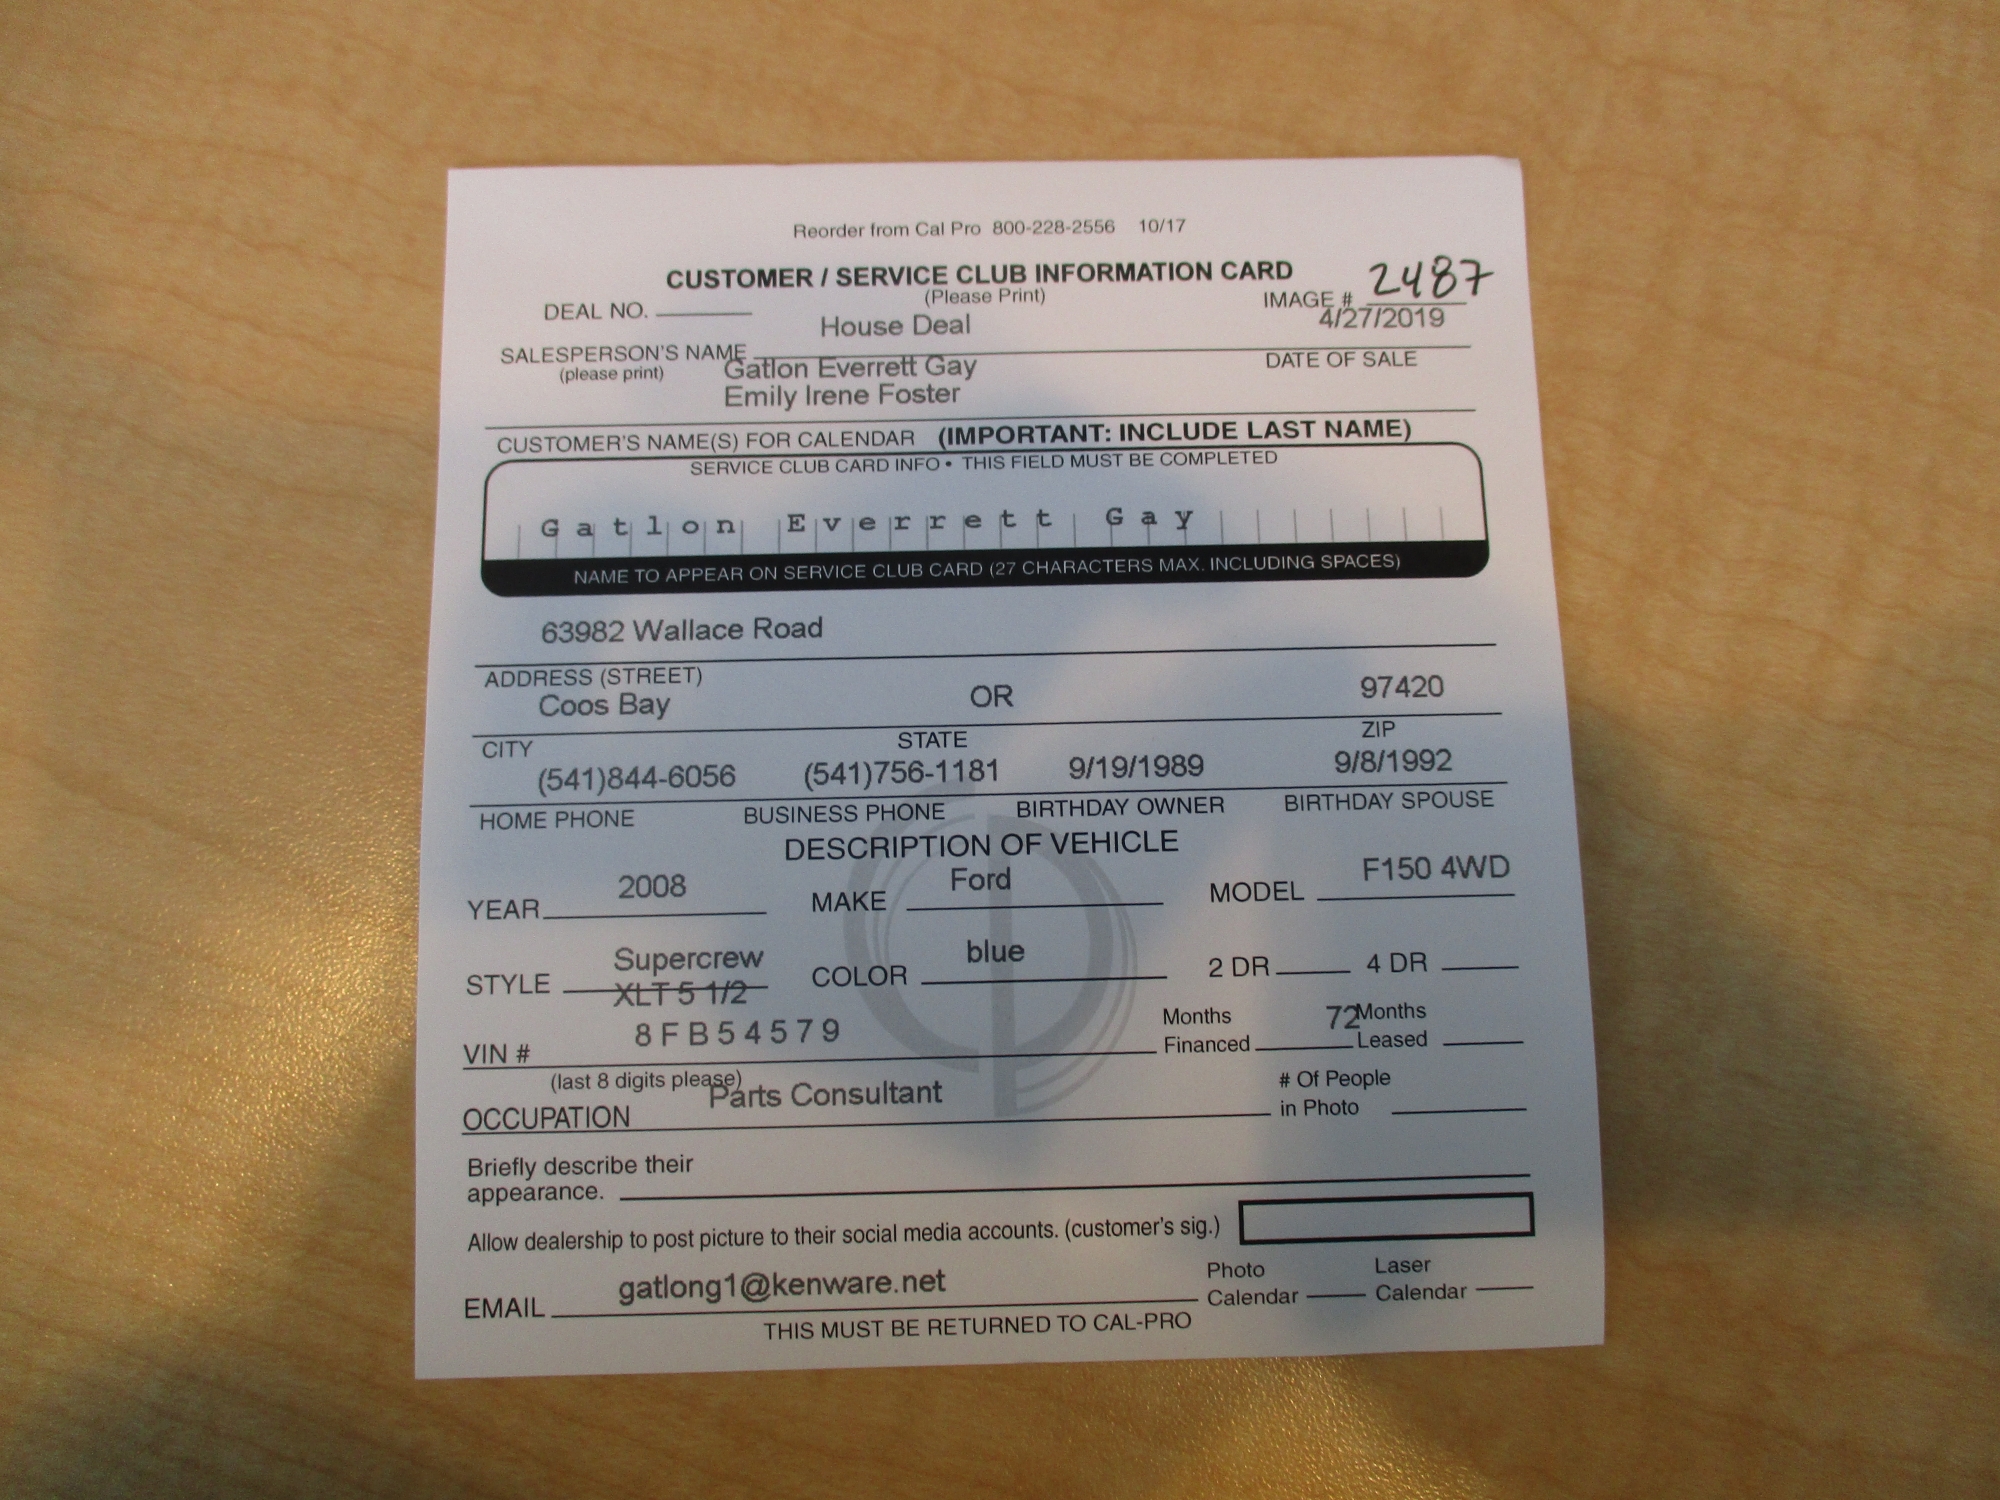 Reorder from Cal Pro 800-228-2556 10/17
CUSTOMER / SERVICE CLUB INFORMATION CARD
2487
DEAL NO.
(Please Print)
IMAGE #
House Deal
4/27/2019
SALESPERSON'S NAME
(please print)
DATE OF SALE
Gatlon Everrett Gay
Emily Irene Foster
CUSTOMER'S NAME(S) FOR CALENDAR (IMPORTANT: INCLUDE LAST NAME)
SERVICE CLUB CARD INFO • THIS FIELD MUST BE COMPLETED
Gatlon Everrett Gay
NAME TO APPEAR ON SERVICE CLUB CARD (27 CHARACTERS MAX. INCLUDING SPACES)
63982 Wallace Road
ADDRESS (STREET)
Coos Bay OR 97420
CITY STATE ZIP
(541)844-6056 (541)756-1181 9/19/1989 9/8/1992
HOME PHONE BUSINESS PHONE BIRTHDAY OWNER BIRTHDAY SPOUSE
DESCRIPTION OF VEHICLE
YEAR 2008 MAKE Ford MODEL F150 4WD
STYLE Supercrew COLOR blue 2 DR 4 DR
XLT 5 1/2
VIN # 8FB54579
Months Financed 72 Months Leased
(last 8 digits please)
OCCUPATION Parts Consultant
# Of People
in Photo
Briefly describe their
appearance.
Allow dealership to post picture to their social media accounts. (customer's sig.)
EMAIL gatlong1@kenware.net
Photo Calendar
Laser Calendar
THIS MUST BE RETURNED TO CAL-PRO